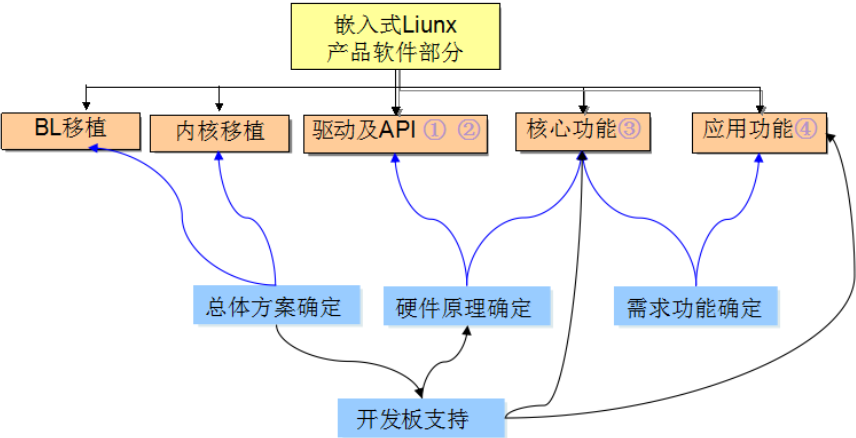 嵌入式Liunx
产品软件部分
BL移植
内核移植
驱动及API ① ②
核心功能③
应用功能④
总体方案确定
硬件原理确定
需求功能确定
开发板支持